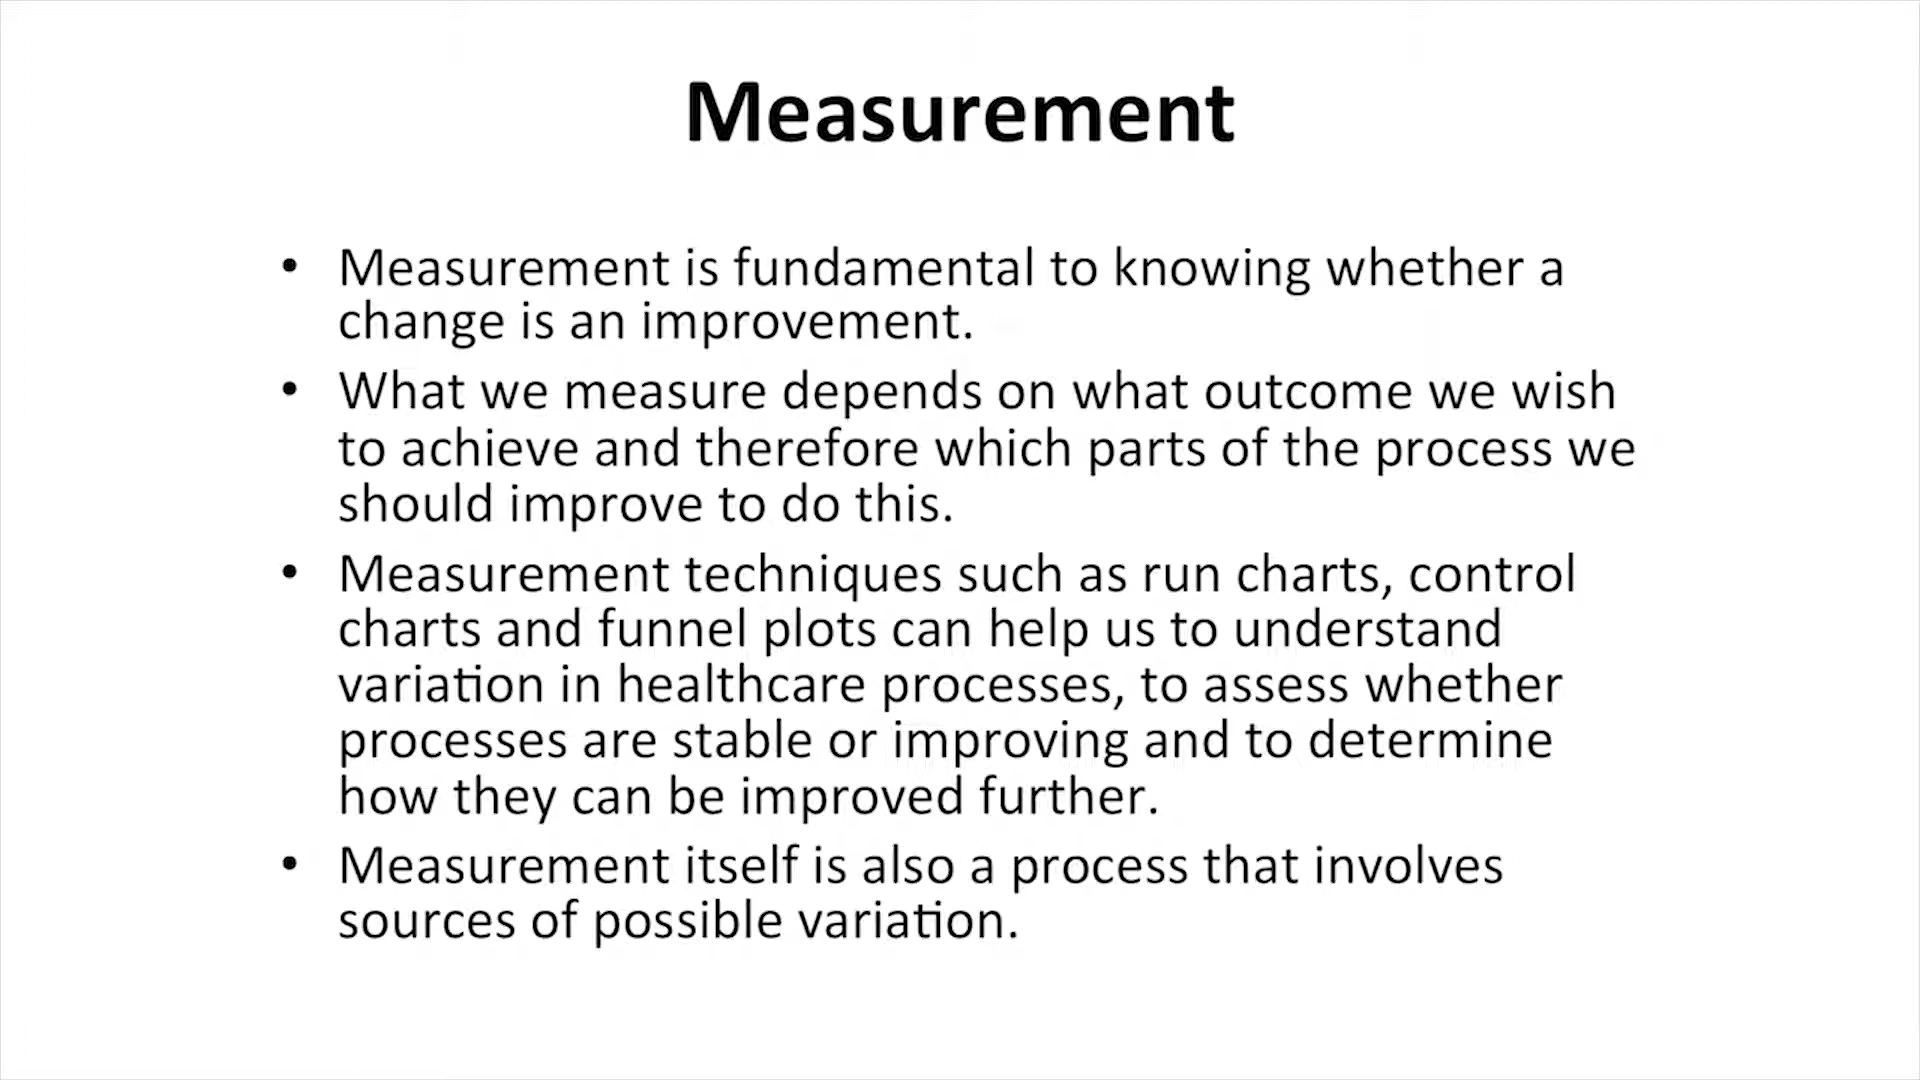 Measurement
• Measurement is fundamental to knowing whether a
change is an improvement.
• What we measure depends on what outcome we wish
to achieve and therefore which parts of the process we
should improve to do this.
• Measurement techniques such as run charts, control
charts and funnel plots can help us to understand
variation in healthcare processes, to assess whether
processes are stable or improving and to determine
how they can be improved further.
• Measurement itself is also a process that involves
sources of possible variation.